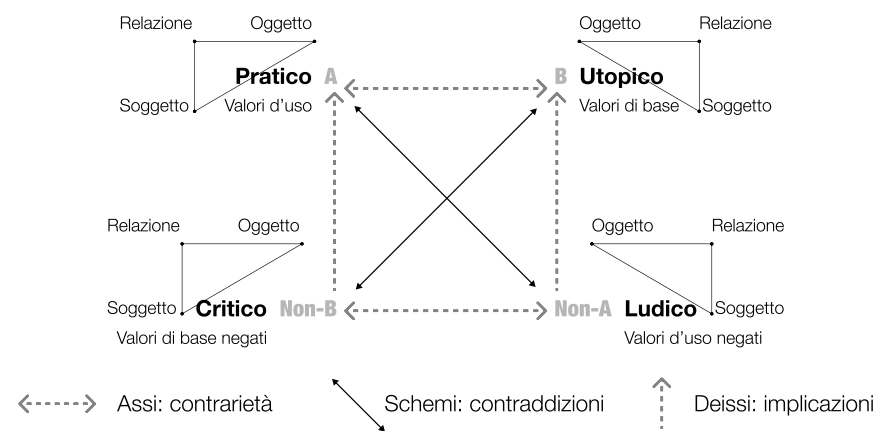 Relazione Oggetto
Oggetto Relazione
Pratico A
B Utopico
Soggetto Valori d’uso
Valori di base Soggetto
Relazione Oggetto
Oggetto Relazione
Soggetto Critico Non-B
Non-A Ludico Soggetto
Valori di base negati
Valori d’uso negati
Assi: contrarietà
Schemi: contraddizioni
Deissi: implicazioni